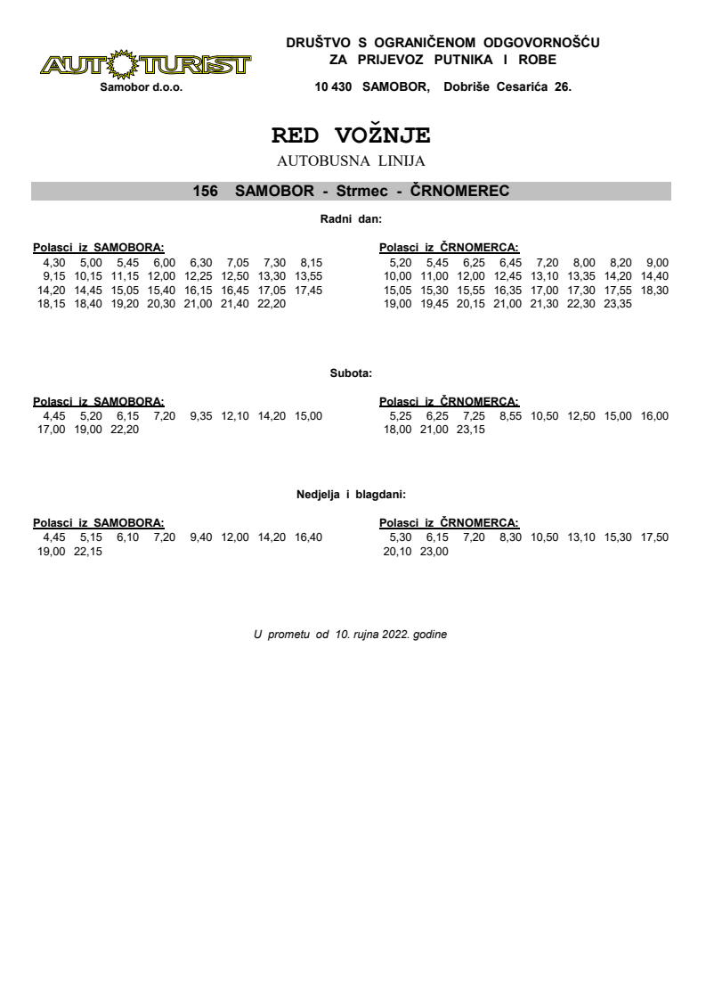 DRUŠTVO S OGRANIČENOM ODGOVORNOŠĆU
ZA PRIJEVOZ PUTNIKA I ROBE
AUTOTURIST
Samobor d.o.o.
10 430 SAMOBOR, Dobriše Cesarića 26.
RED VOŽNJE
AUTOBUSNA LINIJA
156 SAMOBOR - Strmec - ČRNOMEREC
Radni dan:
Polasci iz SAMOBORA:
4,30 5,00 5,45 6,00 6,30 7,05 7,30 8,15
9,15 10,15 11,15 12,00 12,25 12,50 13,30 13,55
14,20 14,45 15,05 15,40 16,15 16,45 17,05 17,45
18,15 18,40 19,20 20,30 21,00 21,40 22,20
Polasci iz ČRNOMERCA:
5,20 5,45 6,25 6,45 7,20 8,00 8,20 9,00
10,00 11,00 12,00 12,45 13,10 13,35 14,20 14,40
15,05 15,30 15,55 16,35 17,00 17,30 17,55 18,30
19,00 19,45 20,15 21,00 21,30 22,30 23,35
Subota:
Polasci iz SAMOBORA:
4,45 5,20 6,15 7,20 9,35 12,10 14,20 15,00
17,00 19,00 22,20
Polasci iz ČRNOMERCA:
5,25 6,25 7,25 8,55 10,50 12,50 15,00 16,00
18,00 21,00 23,15
Nedjelja i blagdani:
Polasci iz SAMOBORA:
4,45 5,15 6,10 7,20 9,40 12,00 14,20 16,40
19,00 22,15
Polasci iz ČRNOMERCA:
5,30 6,15 7,20 8,30 10,50 13,10 15,30 17,50
20,10 23,00
U prometu od 10. rujna 2022. godine